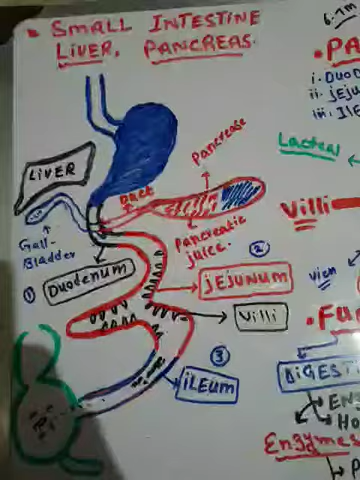 SMALL INTESTINE
LIVER, PANCREAS.
LIVER
Pancrease
Duct
Pancreatic
juice.
Gall-
Bladder
① Duodenum
②
jEjUNUM
Villi
③
iLEum
6.7m
• PA
i. Duod
ii. jEju
iii. ILE
Lacteal
Villi
Vien
• Fu
DiGESTi
EN
HO
Enzymes